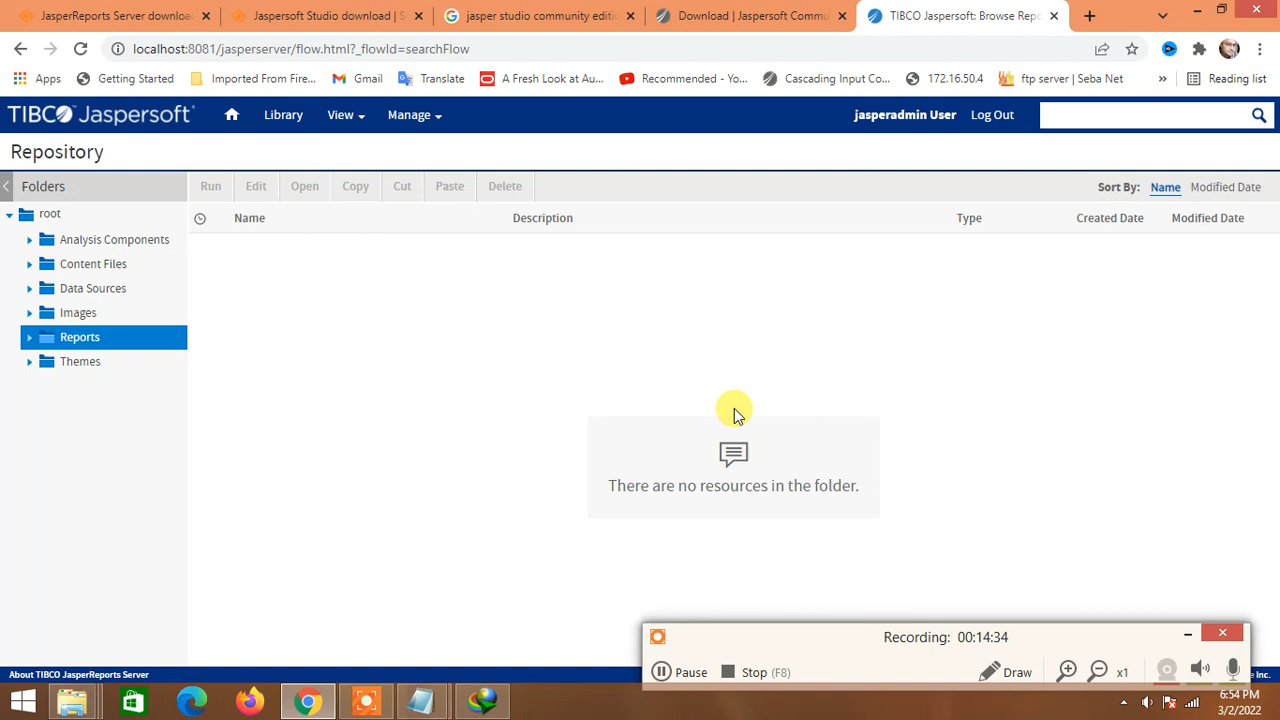 JasperReports Server download
Jaspersoft Studio download | S
jasper studio community editi
Download | Jaspersoft Commu
TIBCO Jaspersoft: Browse Repo
localhost:8081/jasperserver/flow.html?_flowId=searchFlow
Apps
Getting Started
Imported From Fire...
Gmail
Translate
A Fresh Look at Au...
Recommended - Yo...
Cascading Input Co...
172.16.50.4
ftp server | Seba Net
»
Reading list
TIBCO Jaspersoft®
Library
View
Manage
jasperadmin User
Log Out
Repository
Folders
Run
Edit
Open
Copy
Cut
Paste
Delete
Sort By:
Name
Modified Date
root
Name
Description
Type
Created Date
Modified Date
Analysis Components
Content Files
Data Sources
Images
Reports
Themes
There are no resources in the folder.
Recording: 00:14:34
Pause
Stop (F8)
Draw
x1
About TIBCO JasperReports Server
Inc.
6:54 PM
3/2/2022